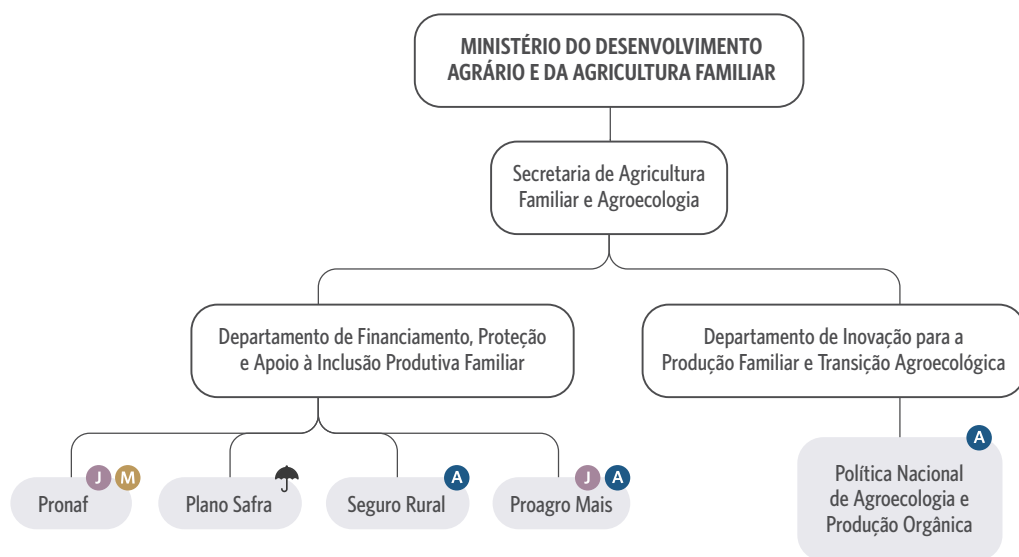 MINISTÉRIO DO DESENVOLVIMENTO
AGRÁRIO E DA AGRICULTURA FAMILIAR
Secretaria de Agricultura
Familiar e Agroecologia
Departamento de Financiamento, Proteção
e Apoio à Inclusão Produtiva Familiar
Departamento de Inovação para a
Produção Familiar e Transição Agroecológica
J M
Pronaf
Plano Safra
A
Seguro Rural
J A
Proagro Mais
A
Política Nacional
de Agroecologia e
Produção Orgânica